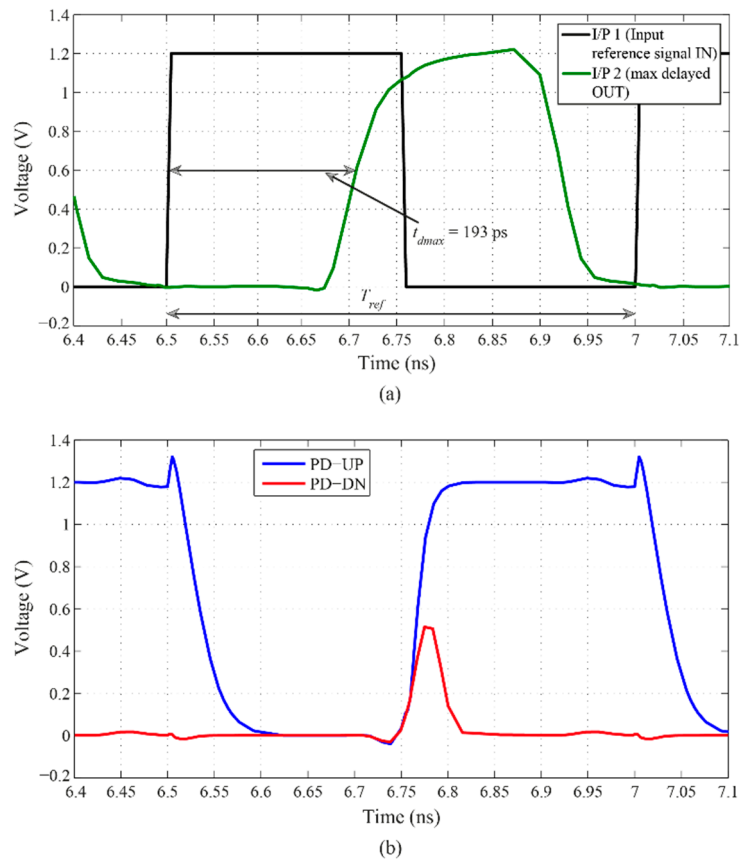 1.4
1.2
1
0.8
0.6
0.4
0.2
0
−0.2
Voltage (V)
I/P 1 (Input
reference signal IN)
I/P 2 (max delayed
OUT)
t_dmax = 193 ps
T_ref
6.4 6.45 6.5 6.55 6.6 6.65 6.7 6.75 6.8 6.85 6.9 6.95 7 7.05 7.1
Time (ns)
(a)
1.4
1.2
1
0.8
0.6
0.4
0.2
0
−0.2
Voltage (V)
PD−UP
PD−DN
6.4 6.45 6.5 6.55 6.6 6.65 6.7 6.75 6.8 6.85 6.9 6.95 7 7.05 7.1
Time (ns)
(b)